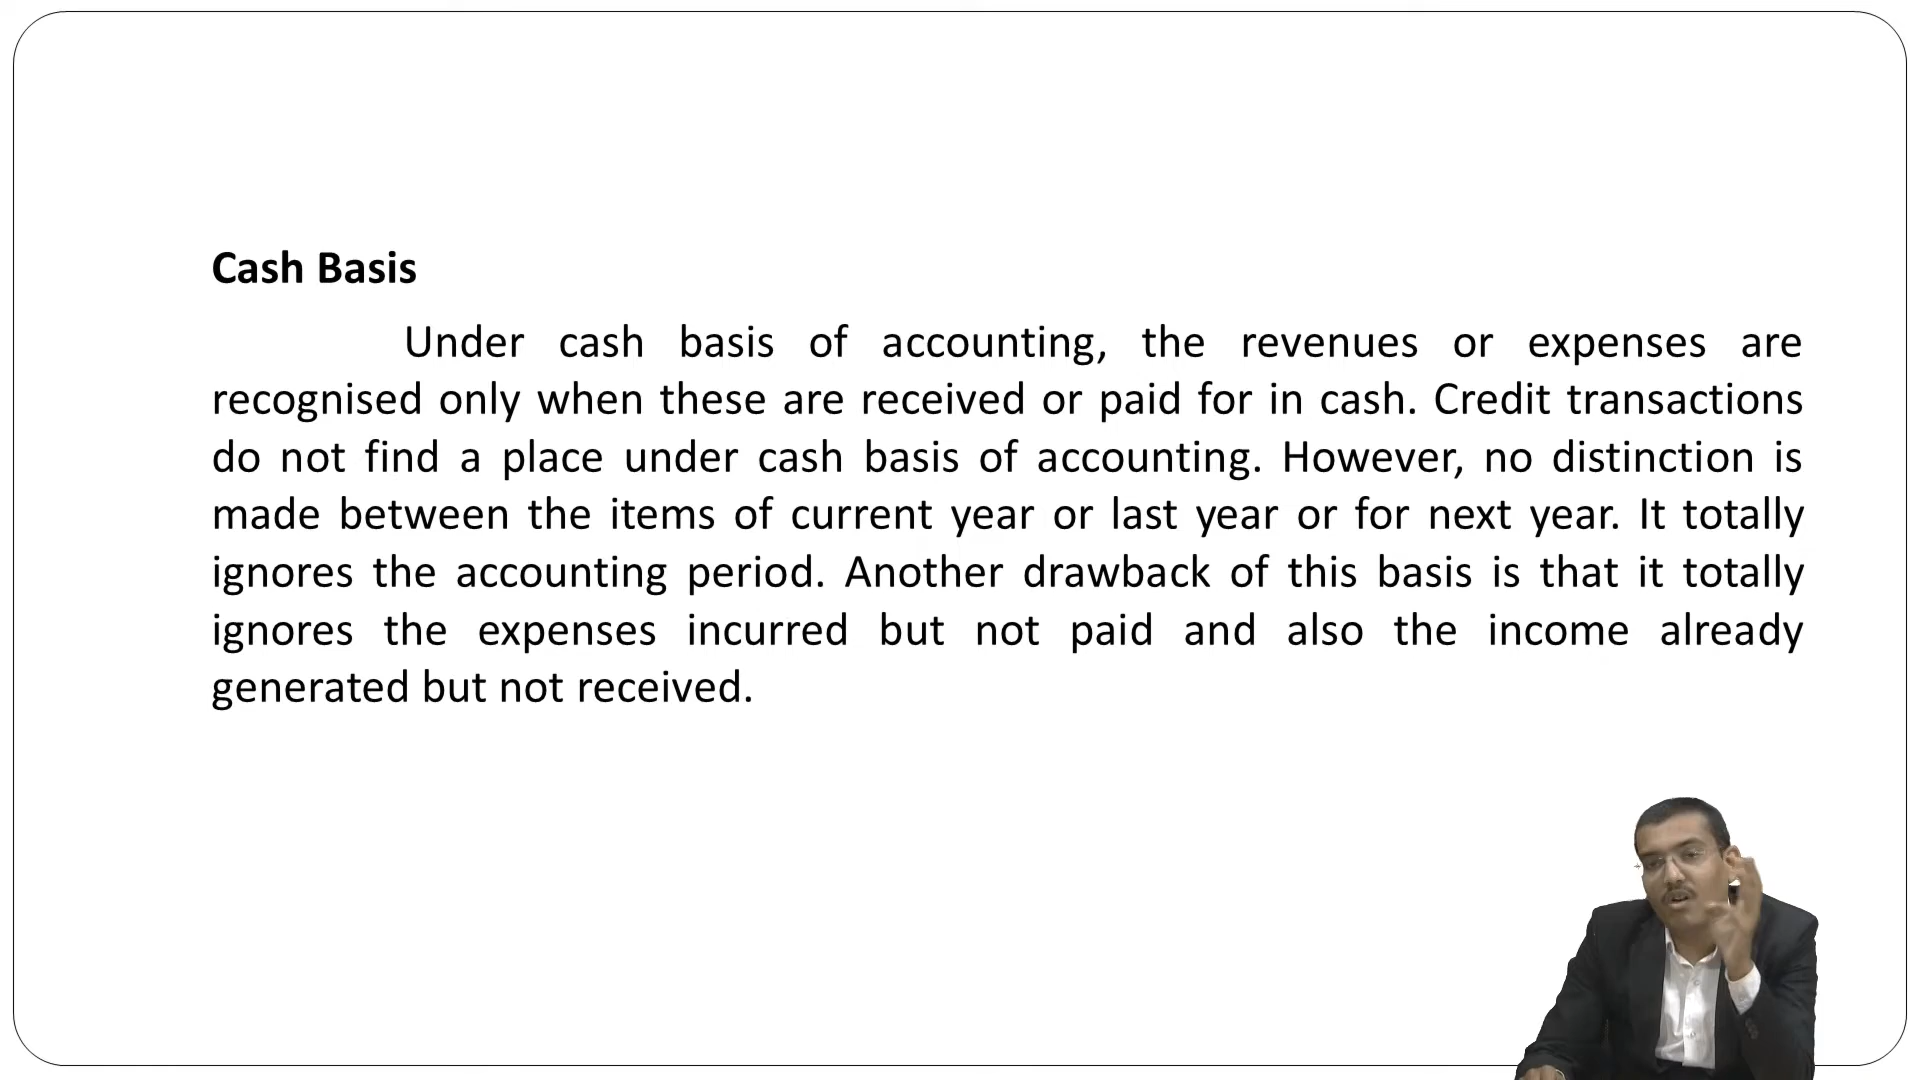 Cash Basis
Under cash basis of accounting, the revenues or expenses are
recognised only when these are received or paid for in cash. Credit transactions
do not find a place under cash basis of accounting. However, no distinction is
made between the items of current year or last year or for next year. It totally
ignores the accounting period. Another drawback of this basis is that it totally
ignores the expenses incurred but not paid and also the income already
generated but not received.